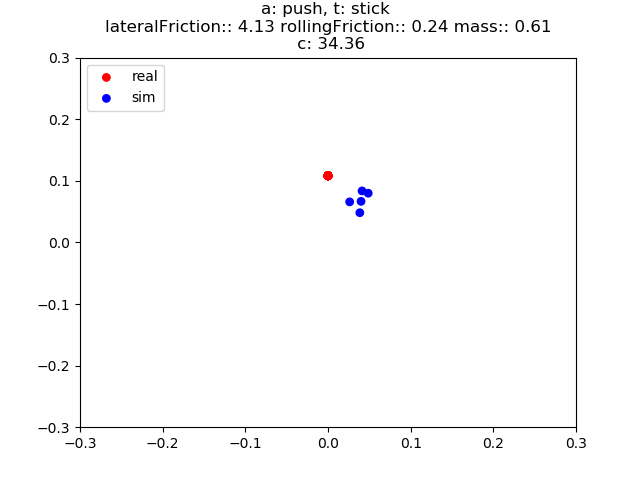 a: push, t: stick
lateralFriction:: 4.13 rollingFriction:: 0.24 mass:: 0.61
c: 34.36
real
sim
0.3
0.2
0.1
0.0
−0.1
−0.2
−0.3
−0.3 −0.2 −0.1 0.0 0.1 0.2 0.3